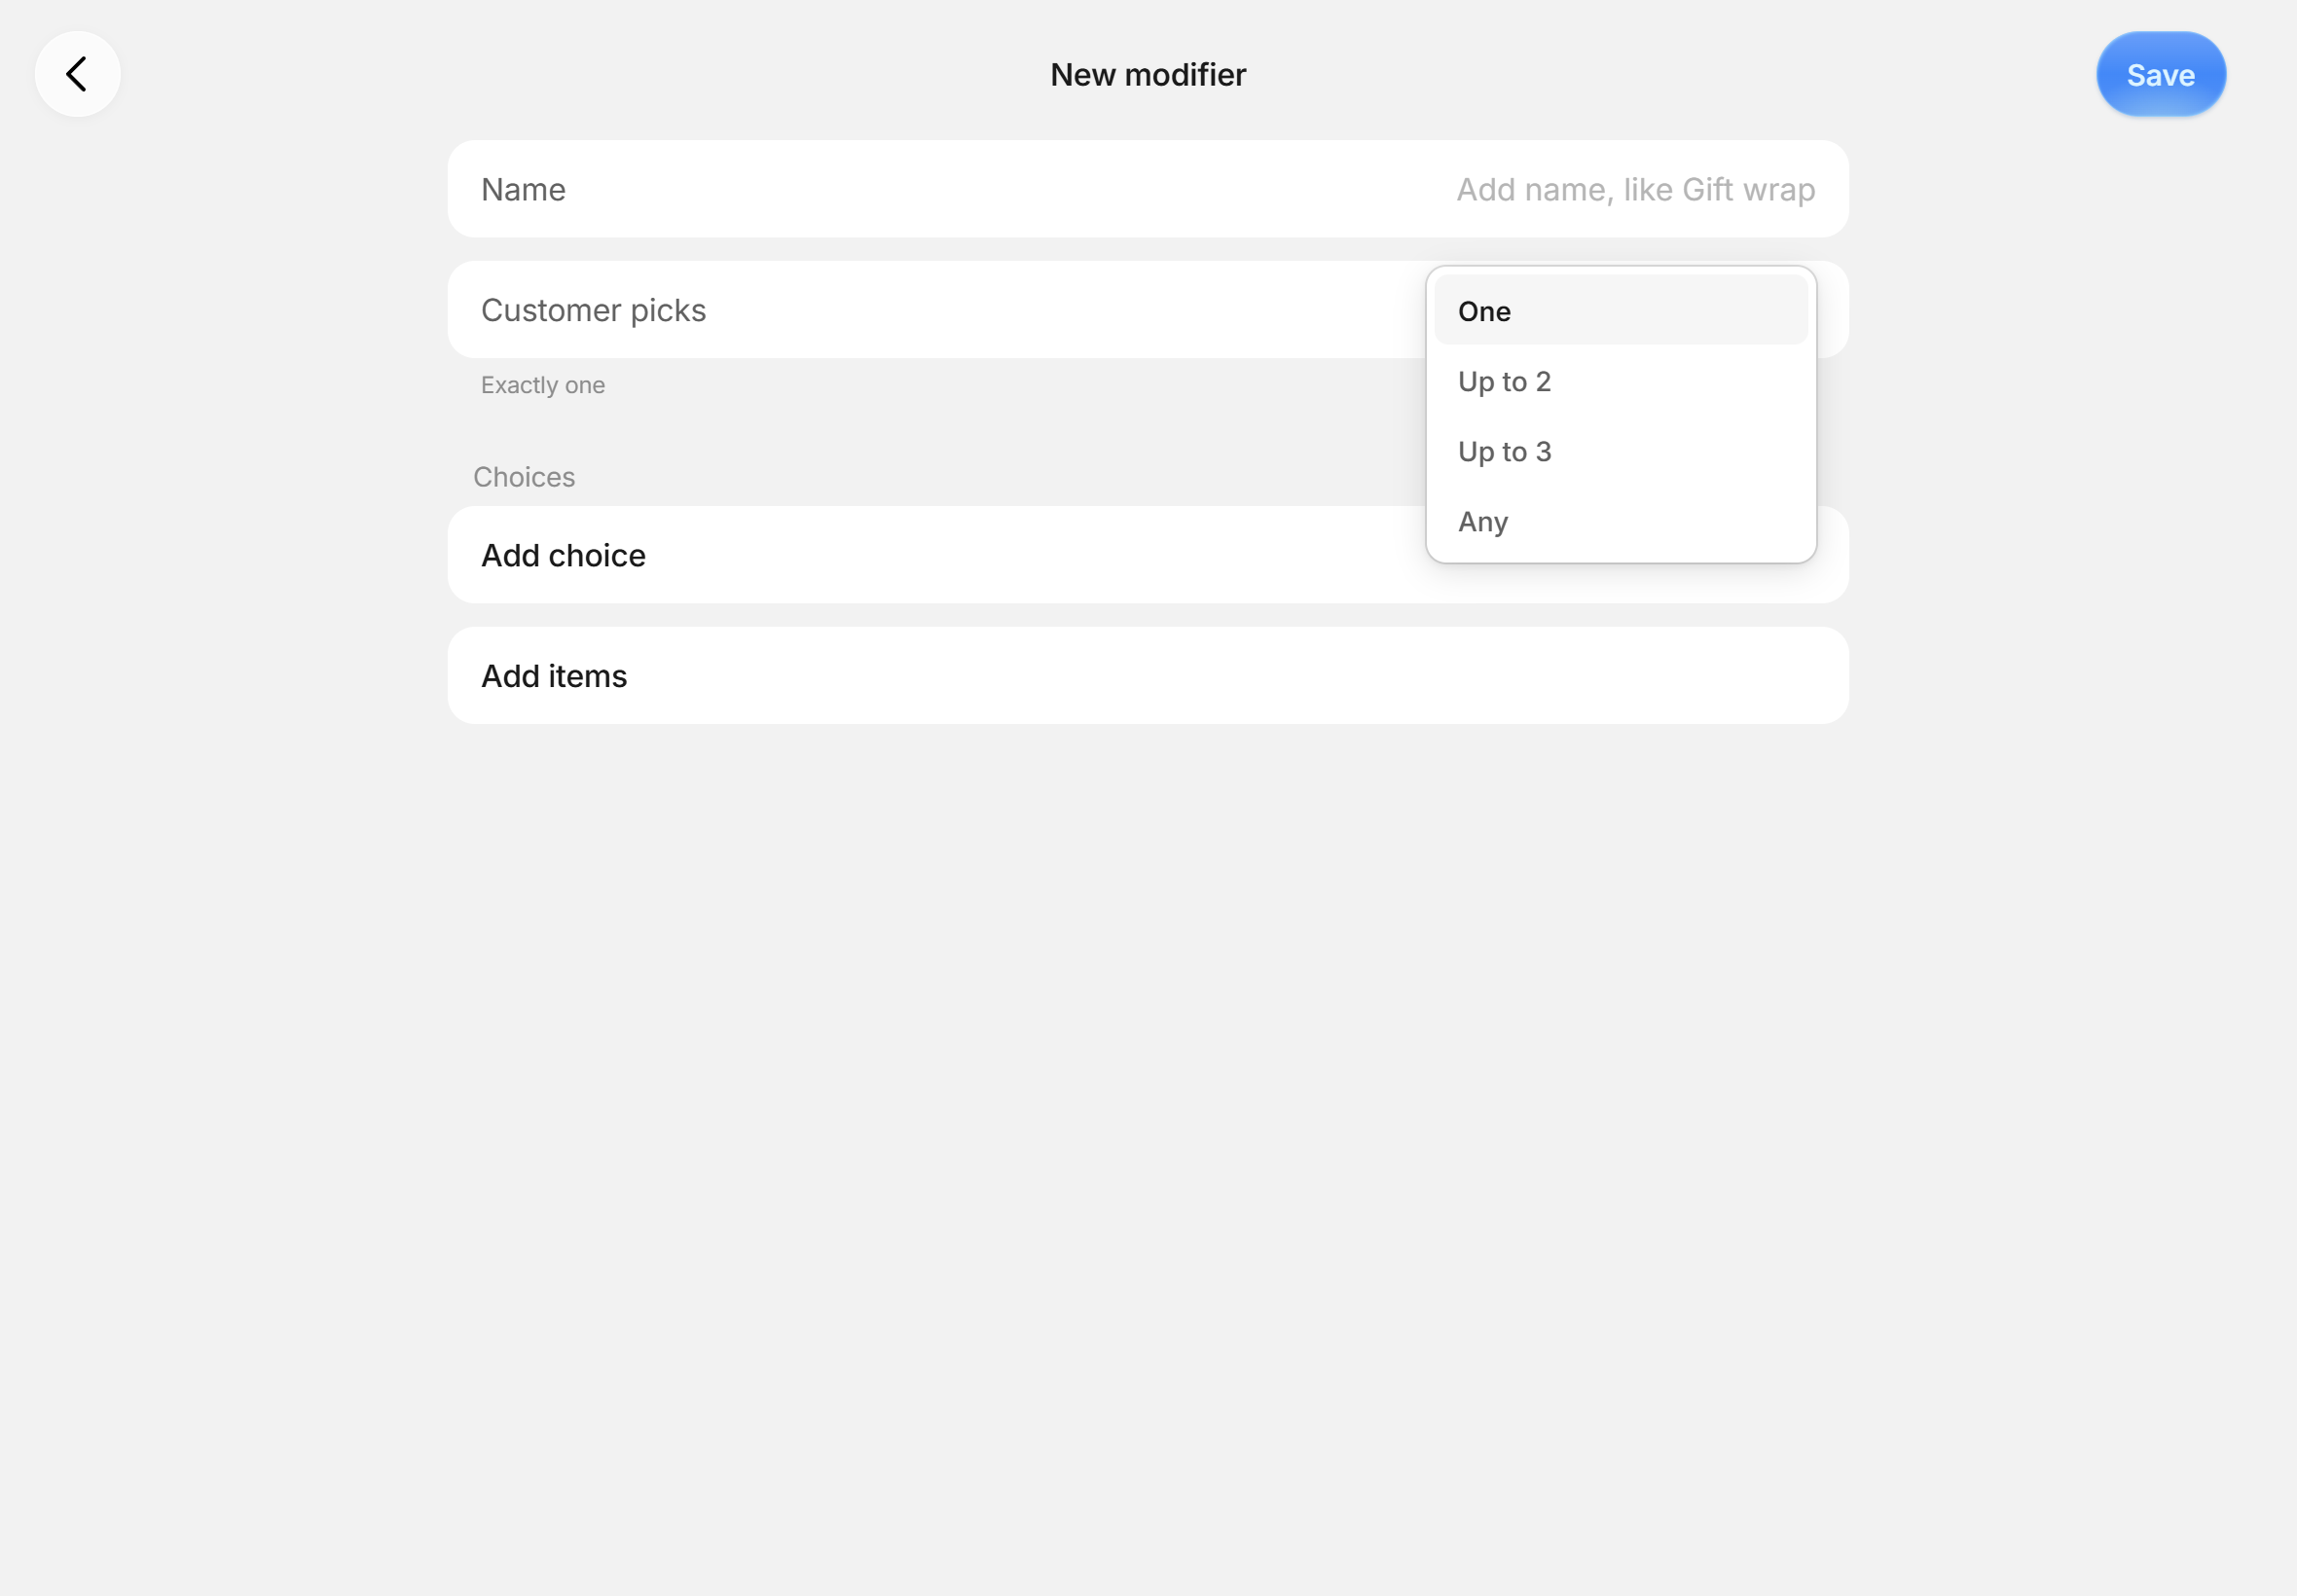 New modifier
Save
Name
Add name, like Gift wrap
Customer picks
One
Up to 2
Up to 3
Any
Exactly one
Choices
Add choice
Add items